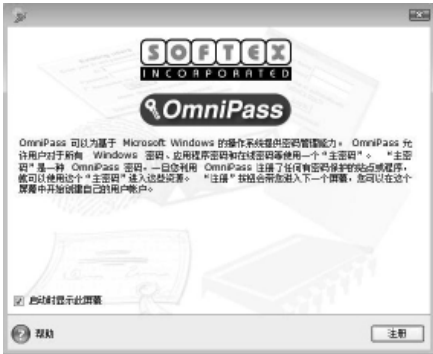 SOFTEX
INCORPORATED
OmniPass
OmniPass 可以为基于 Microsoft Windows 的操作系统提供密码管理能力。 OmniPass 允
许用户对于所有 Windows 密码、应用程序密码和在线密码等使用一个“主密码”。 “主密
码”是一种 OmniPass 密码，一旦您利用 OmniPass 注册了任何有密码保护的站点或程序，
就可以使用这个“主密码”进入这些资源。 “注册”按钮会带您进入下一个屏幕，您可以在这个
屏幕中开始创建自己的用户帐户。
启动时显示此屏幕
帮助
注册